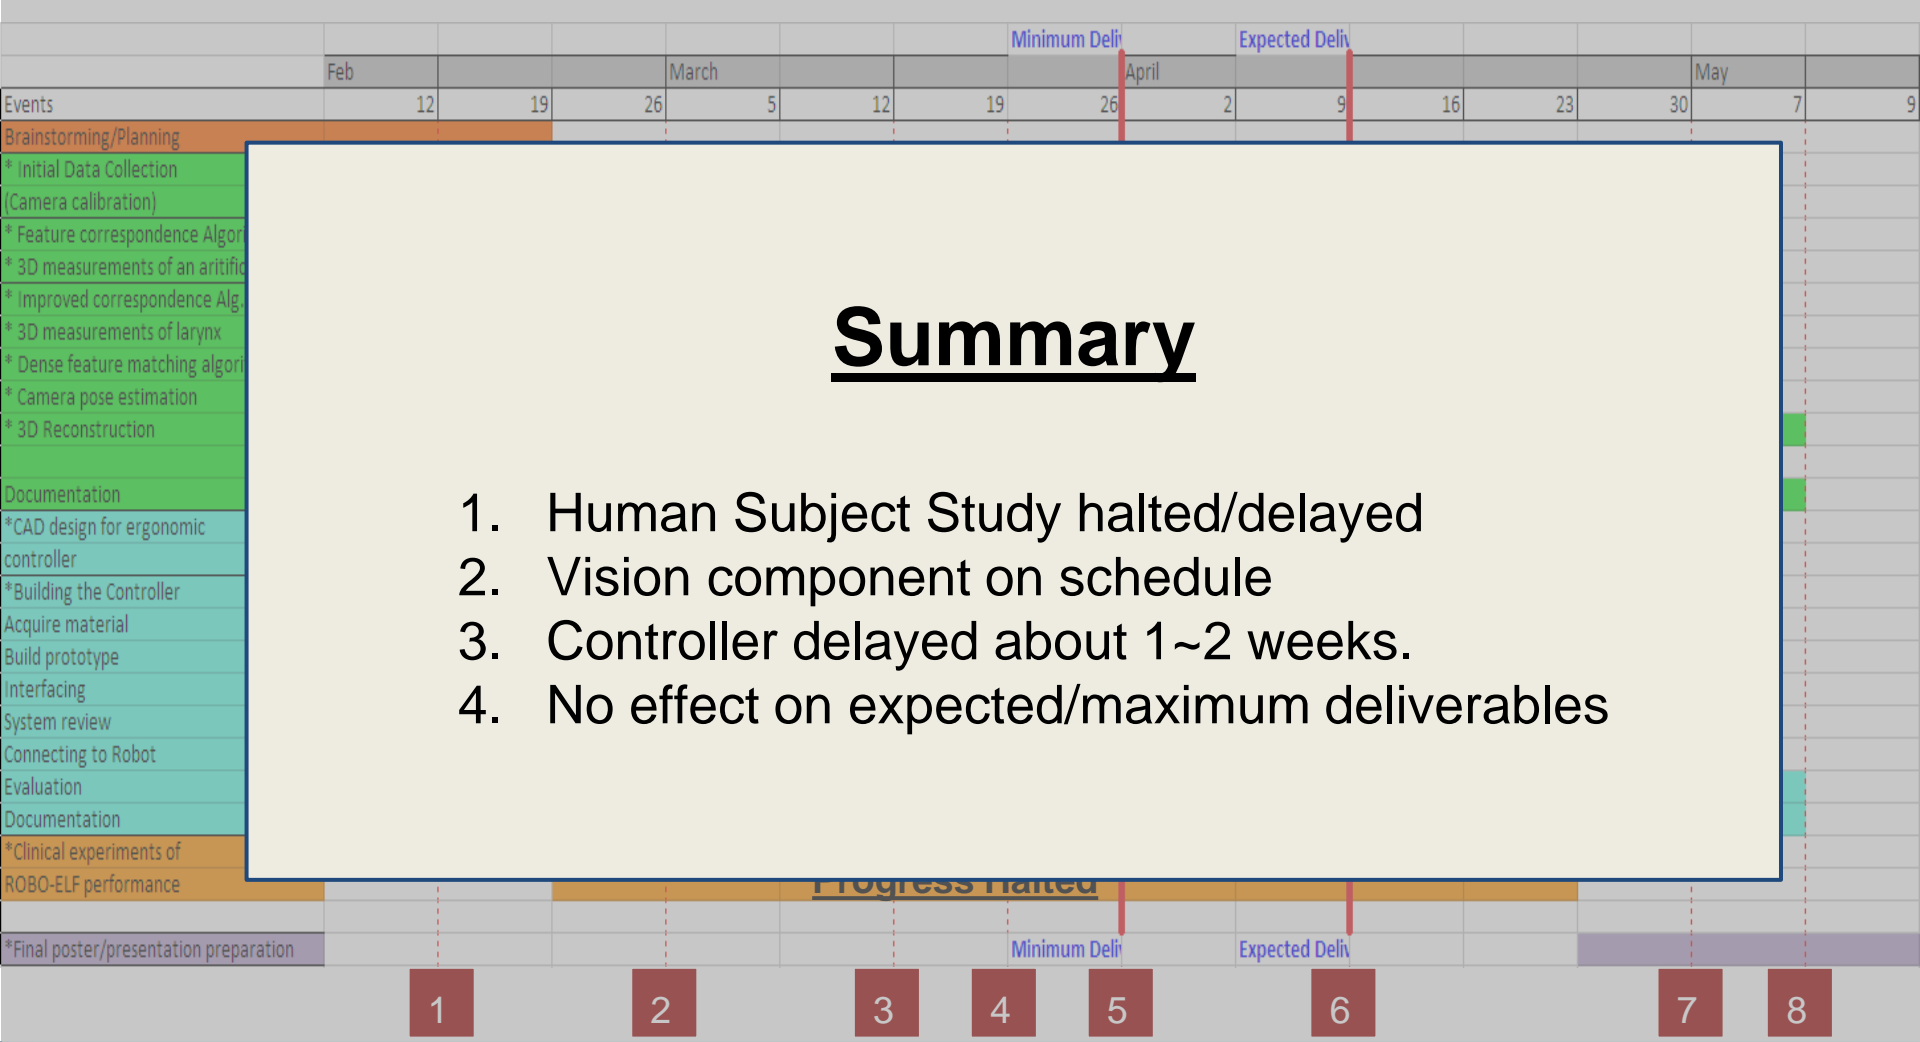 Minimum Deliv Expected Deliv
Feb March April May
Events 12 19 26 5 12 19 26 2 9 16 23 30 7 9
Brainstorming/Planning
* Initial Data Collection
(Camera calibration)
* Feature correspondence Algori
* 3D measurements of an aritific
* Improved correspondence Alg.
* 3D measurements of larynx
* Dense feature matching algori
* Camera pose estimation
* 3D Reconstruction
Documentation
*CAD design for ergonomic
controller
*Building the Controller
Acquire material
Build prototype
Interfacing
System review
Connecting to Robot
Evaluation
Documentation
*Clinical experiments of
ROBO-ELF performance
Summary
1. Human Subject Study halted/delayed
2. Vision component on schedule
3. Controller delayed about 1~2 weeks.
4. No effect on expected/maximum deliverables
Progress Halted
*Final poster/presentation preparation Minimum Deliv Expected Deliv
1 2 3 4 5 6 7 8